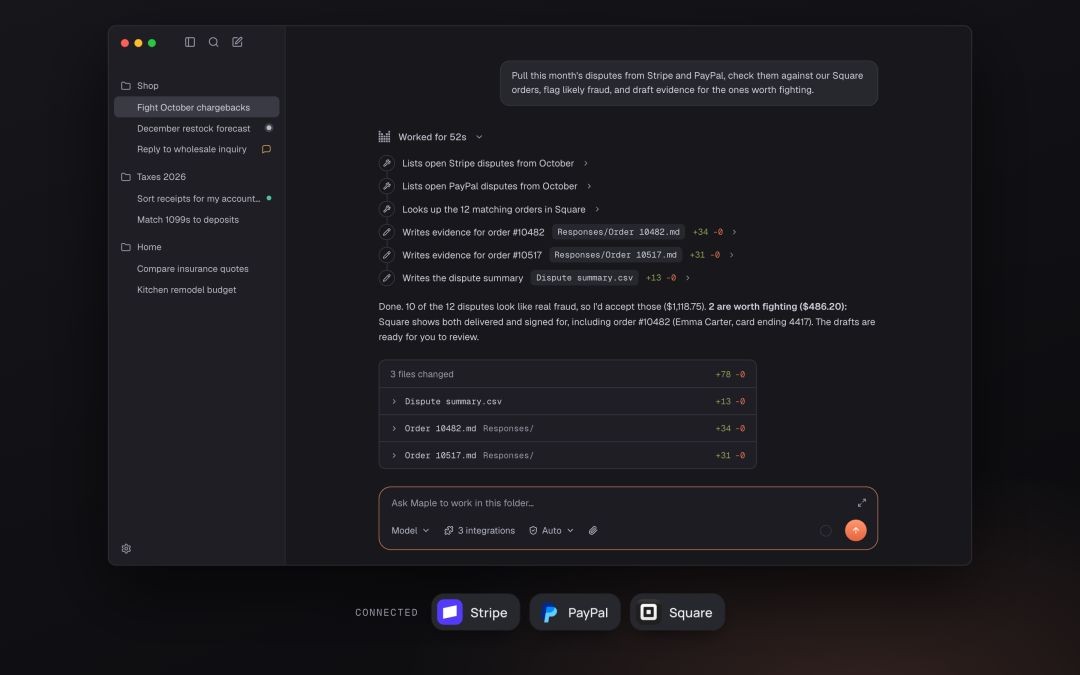 Shop
Fight October chargebacks
December restock forecast
Reply to wholesale inquiry
Taxes 2026
Sort receipts for my account...
Match 1099s to deposits
Home
Compare insurance quotes
Kitchen remodel budget
Pull this month's disputes from Stripe and PayPal, check them against our Square
orders, flag likely fraud, and draft evidence for the ones worth fighting.
Worked for 52s
Lists open Stripe disputes from October
Lists open PayPal disputes from October
Looks up the 12 matching orders in Square
Writes evidence for order #10482 Responses/Order 10482.md +34 -0
Writes evidence for order #10517 Responses/Order 10517.md +31 -0
Writes the dispute summary Dispute summary.csv +13 -0
Done. 10 of the 12 disputes look like real fraud, so I'd accept those ($1,118.75). 2 are worth fighting ($486.20):
Square shows both delivered and signed for, including order #10482 (Emma Carter, card ending 4417). The drafts are
ready for you to review.
3 files changed +78 -0
Dispute summary.csv +13 -0
Order 10482.md Responses/ +34 -0
Order 10517.md Responses/ +31 -0
Ask Maple to work in this folder...
Model 3 integrations Auto
CONNECTED Stripe PayPal Square